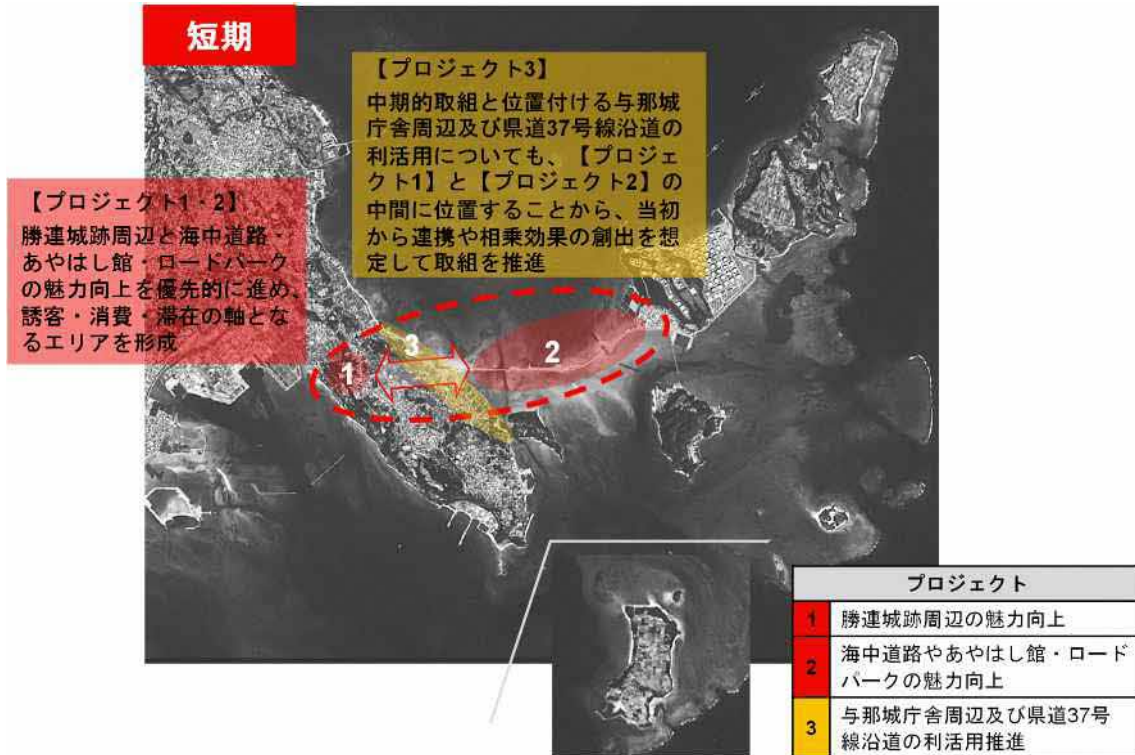 短期
【プロジェクト3】
中期的取組と位置付ける与那城
庁舎周辺及び県道37号線沿道の
利活用についても、【プロジェ
クト1】と【プロジェクト2】の
中間に位置することから、当初
から連携や相乗効果の創出を想
定して取組を推進
【プロジェクト1・2】
勝連城跡周辺と海中道路・
あやはし館・ロードパーク
の魅力向上を優先的に進め、
誘客・消費・滞在の軸とな
るエリアを形成
3
1
2
プロジェクト
1 勝連城跡周辺の魅力向上
2 海中道路やあやはし館・ロード
パークの魅力向上
3 与那城庁舎周辺及び県道37号
線沿道の利活用推進